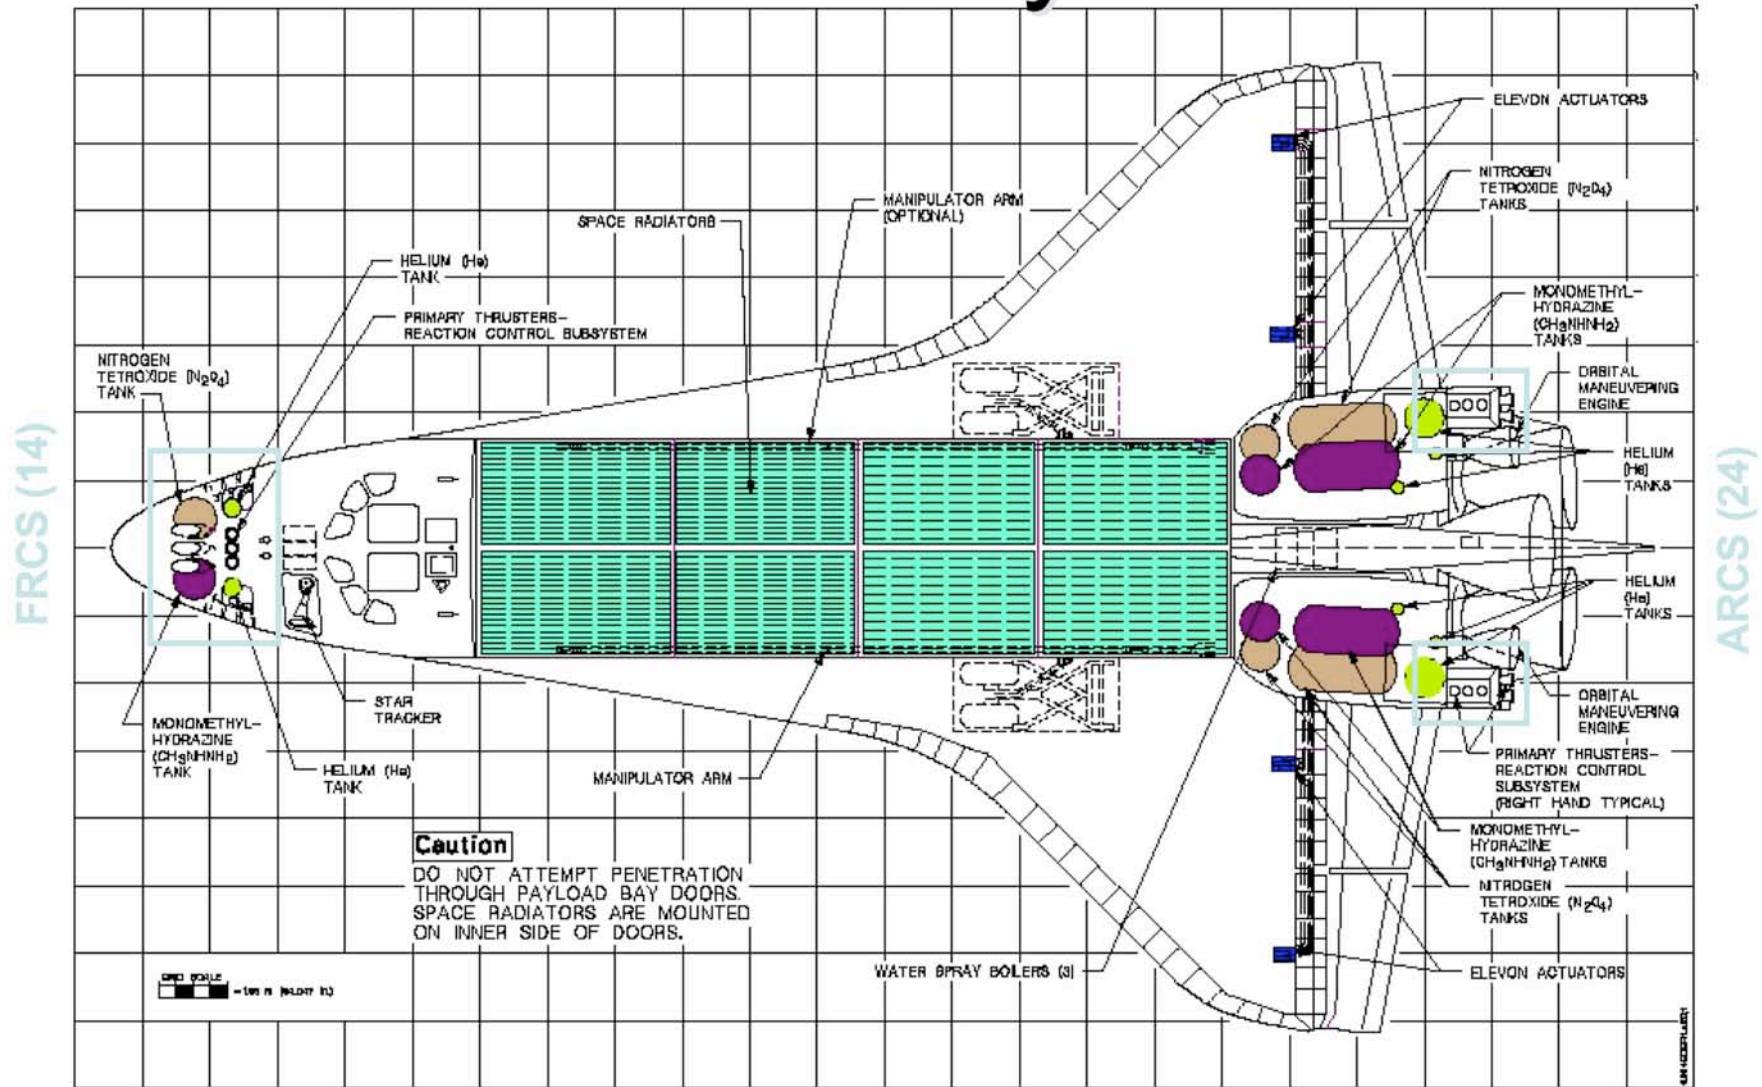 ELEVON ACTUATORS
NITROGEN
TETROXIDE (N2O4)
TANKS
MANIPULATOR ARM
(OPTIONAL)
SPACE RADIATORS
HELIUM (He)
TANK
PRIMARY THRUSTERS-
REACTION CONTROL SUBSYSTEM
MONOMETHYL-
HYDRAZINE
(CH3NHNH2)
TANKS
NITROGEN
TETROXIDE (N2O4)
TANK
ORBITAL
MANEUVERING
ENGINE
FRCS (14)
HELIUM
(He)
TANKS
ARCS (24)
HELIUM
(He)
TANKS
STAR
TRACKER
ORBITAL
MANEUVERING
ENGINE
MONOMETHYL-
HYDRAZINE
(CH3NHNH2)
TANK
HELIUM (He)
TANK
MANIPULATOR ARM
PRIMARY THRUSTERS-
REACTION CONTROL
SUBSYSTEM
(RIGHT HAND TYPICAL)
MONOMETHYL-
HYDRAZINE
(CH3NHNH2) TANKS
Caution
DO NOT ATTEMPT PENETRATION
THROUGH PAYLOAD BAY DOORS.
SPACE RADIATORS ARE MOUNTED
ON INNER SIDE OF DOORS.
NITROGEN
TETROXIDE (N2O4)
TANKS
WATER SPRAY BOILERS (3)
ELEVON ACTUATORS
GRID SCALE